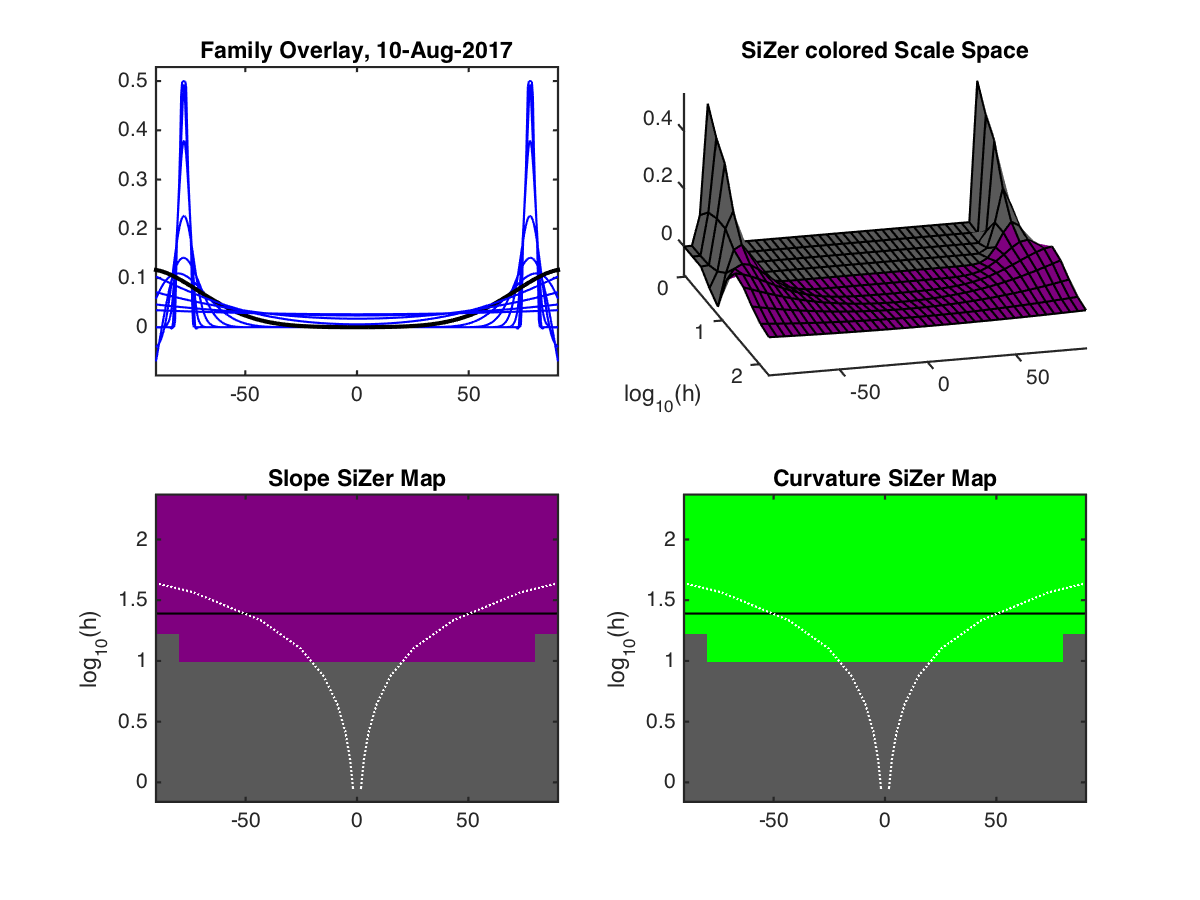 Family Overlay, 10-Aug-2017
0.5
0.4
0.3
0.2
0.1
0
-50 0 50
SiZer colored Scale Space
0.4
0.2
0
0
1
2
log10(h)
-50
0
50
Slope SiZer Map
2
1.5
1
0.5
0
log10(h)
-50 0 50
Curvature SiZer Map
2
1.5
1
0.5
0
log10(h)
-50 0 50